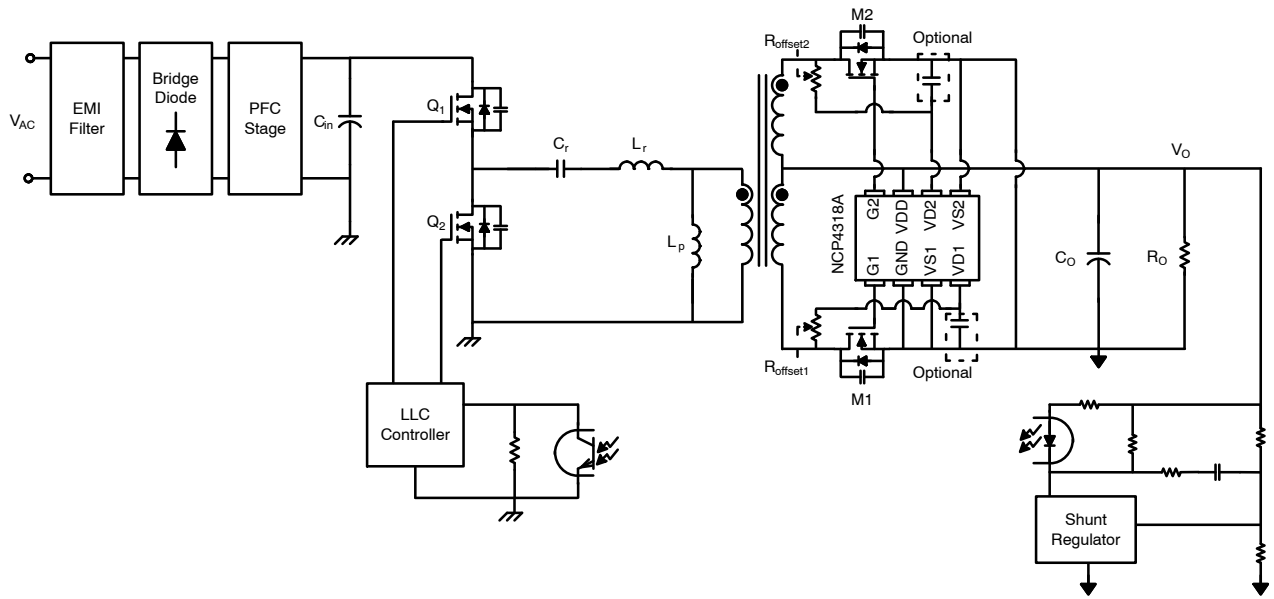 M2
Roffset2
Optional
EMI
Filter
Bridge
Diode
PFC
Stage
VAC
Cin
Q1
Cr
Lr
VO
Q2
Lp
NCP4318A
G2
VDD
VD2
VS2
G1
GND
VS1
VD1
CO
RO
Roffset1
Optional
M1
LLC
Controller
Shunt
Regulator